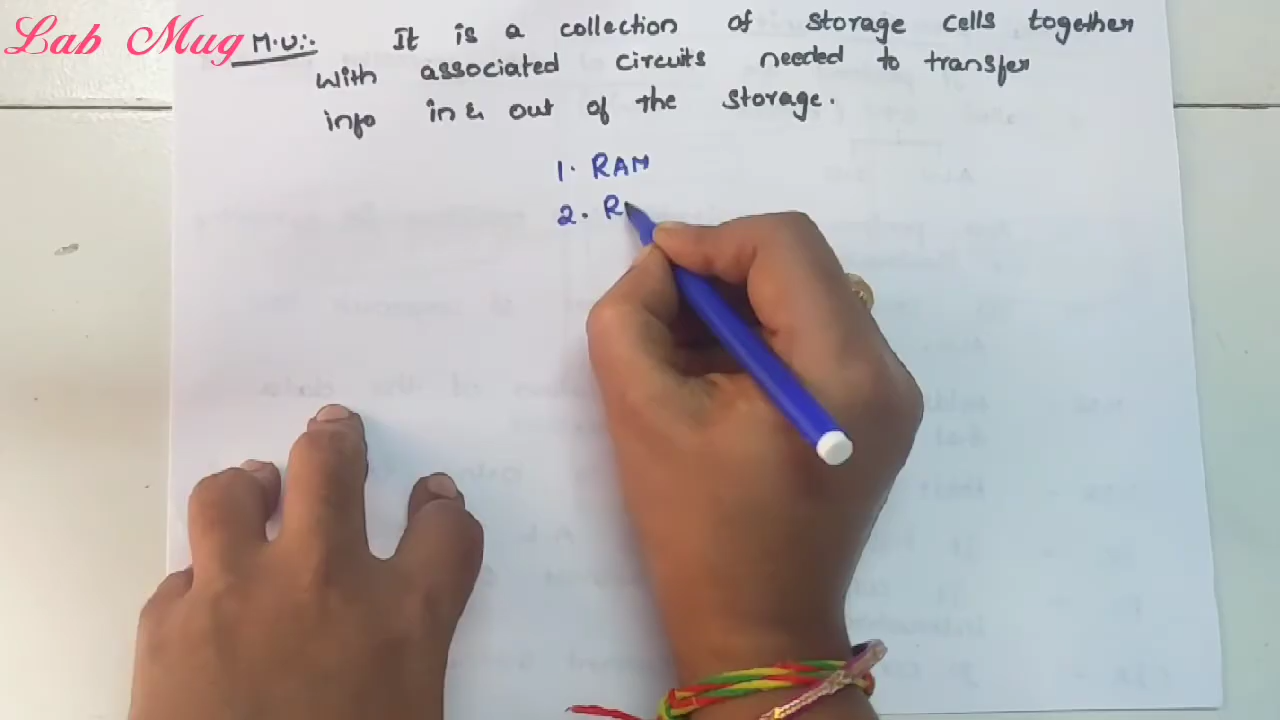 Lab Mug
M.U:- It is a collection of storage cells together
with associated circuits needed to transfer
info in & out of the storage.
1. RAM
2. R